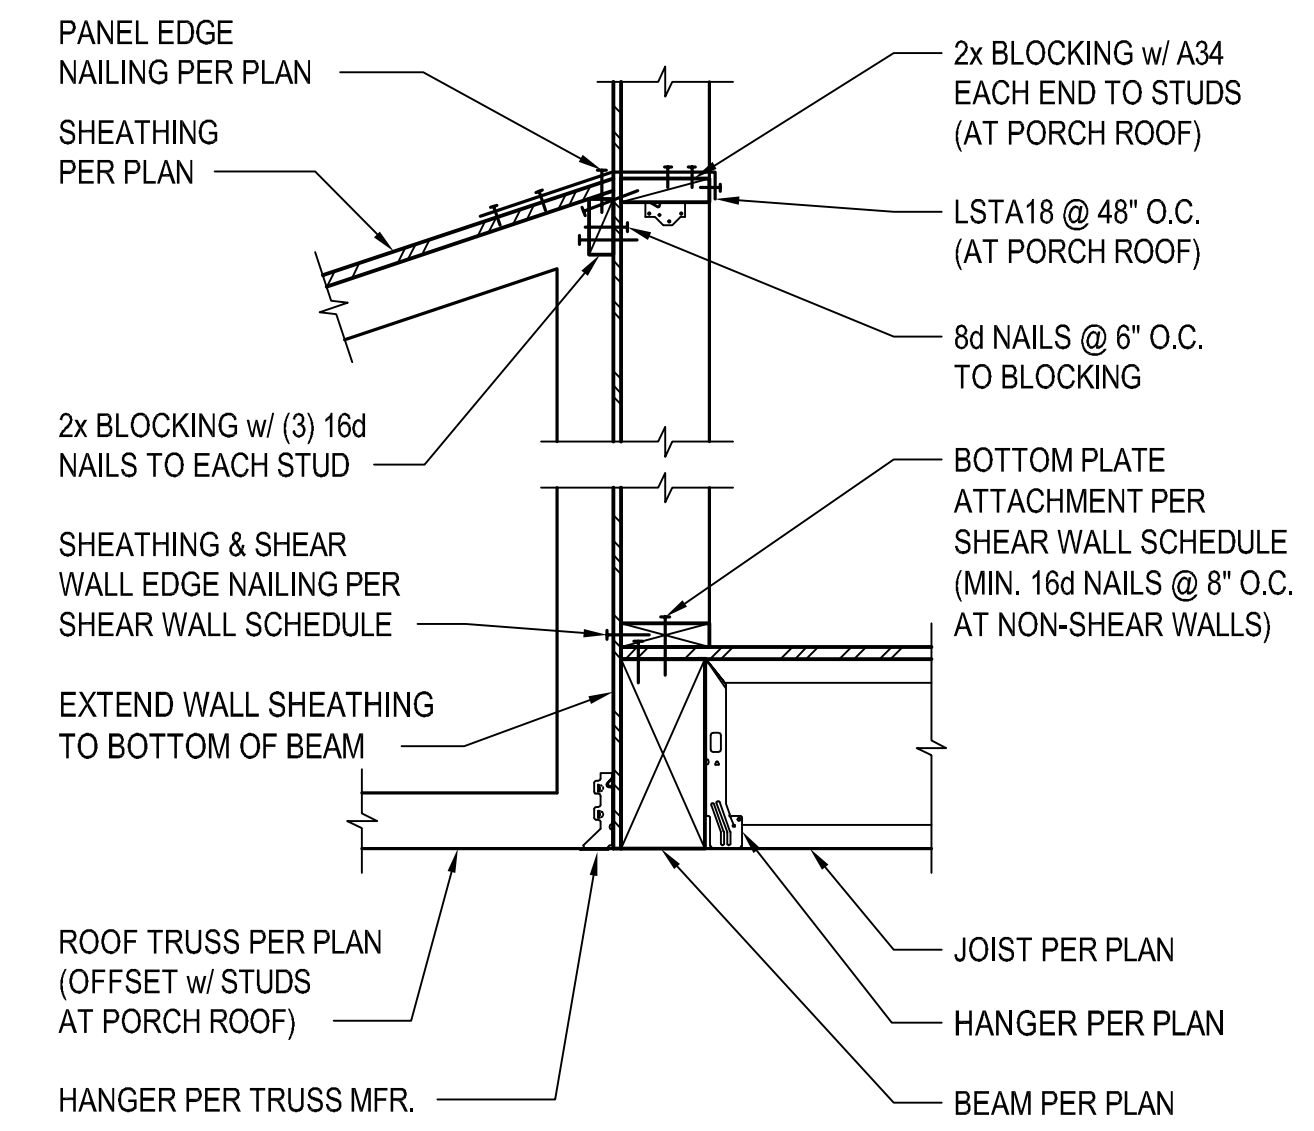 PANEL EDGE
NAILING PER PLAN
SHEATHING
PER PLAN
2x BLOCKING w/ (3) 16d
NAILS TO EACH STUD
SHEATHING & SHEAR
WALL EDGE NAILING PER
SHEAR WALL SCHEDULE
EXTEND WALL SHEATHING
TO BOTTOM OF BEAM
ROOF TRUSS PER PLAN
(OFFSET w/ STUDS
AT PORCH ROOF)
HANGER PER TRUSS MFR.
2x BLOCKING w/ A34
EACH END TO STUDS
(AT PORCH ROOF)
LSTA18 @ 48" O.C.
(AT PORCH ROOF)
8d NAILS @ 6" O.C.
TO BLOCKING
BOTTOM PLATE
ATTACHMENT PER
SHEAR WALL SCHEDULE
(MIN. 16d NAILS @ 8" O.C.
AT NON-SHEAR WALLS)
JOIST PER PLAN
HANGER PER PLAN
BEAM PER PLAN